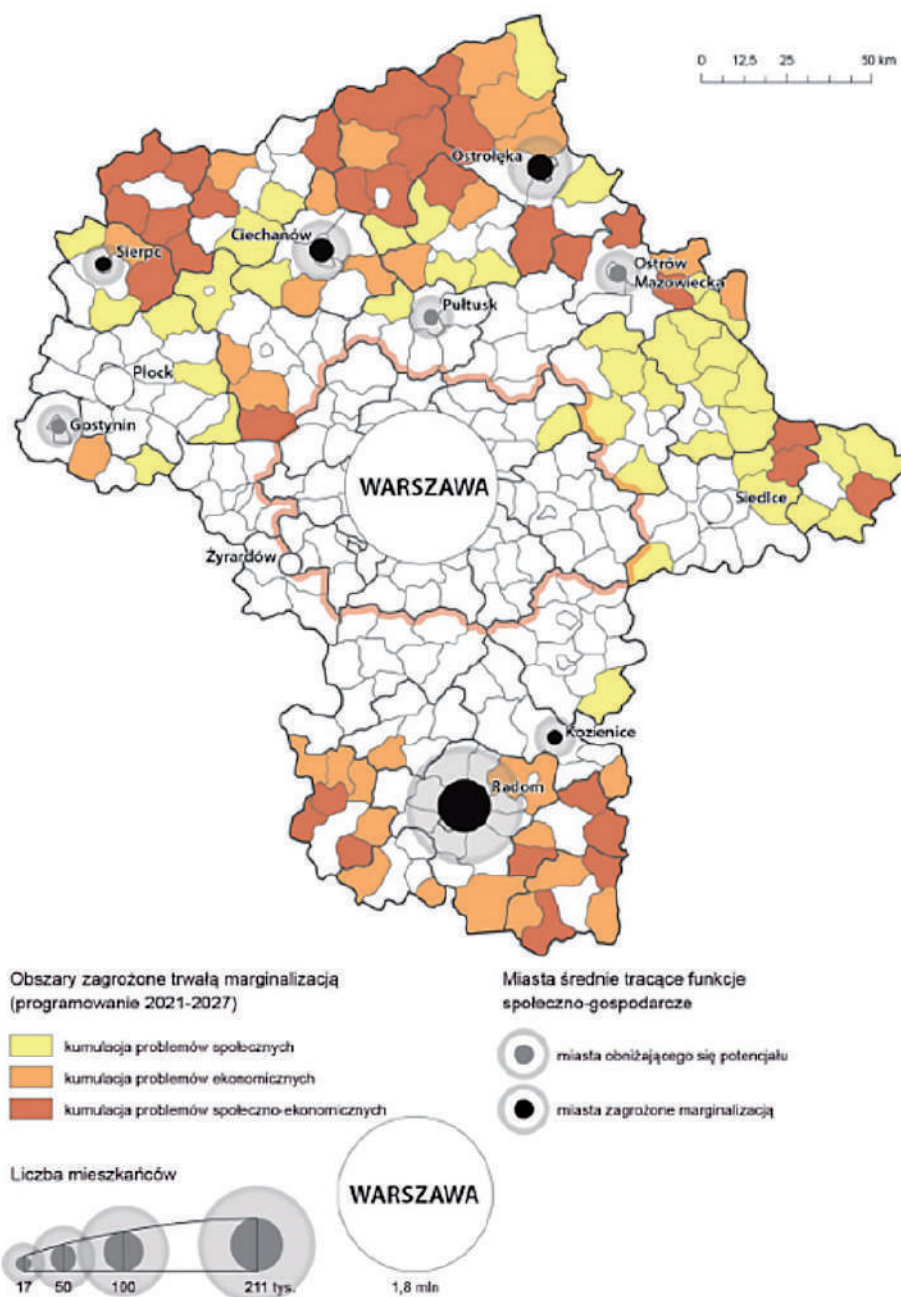 0 12,5 25 50 km
Ostrołęka
Ciechanów
Sierpc
Ostrów
Mazowiecka
Pułtusk
Płock
Gostynin
WARSZAWA
Siedlce
Żyrardów
Kozienice
Radom
Obszary zagrożone trwałą marginalizacją
(programowanie 2021-2027)
kumulacja problemów społecznych
kumulacja problemów ekonomicznych
kumulacja problemów społeczno-ekonomicznych
Miasta średnie tracące funkcje
społeczno-gospodarcze
miasta obniżającego się potencjału
miasta zagrożone marginalizacją
Liczba mieszkańców
17 50 100 211 tys.
WARSZAWA
1,8 mln